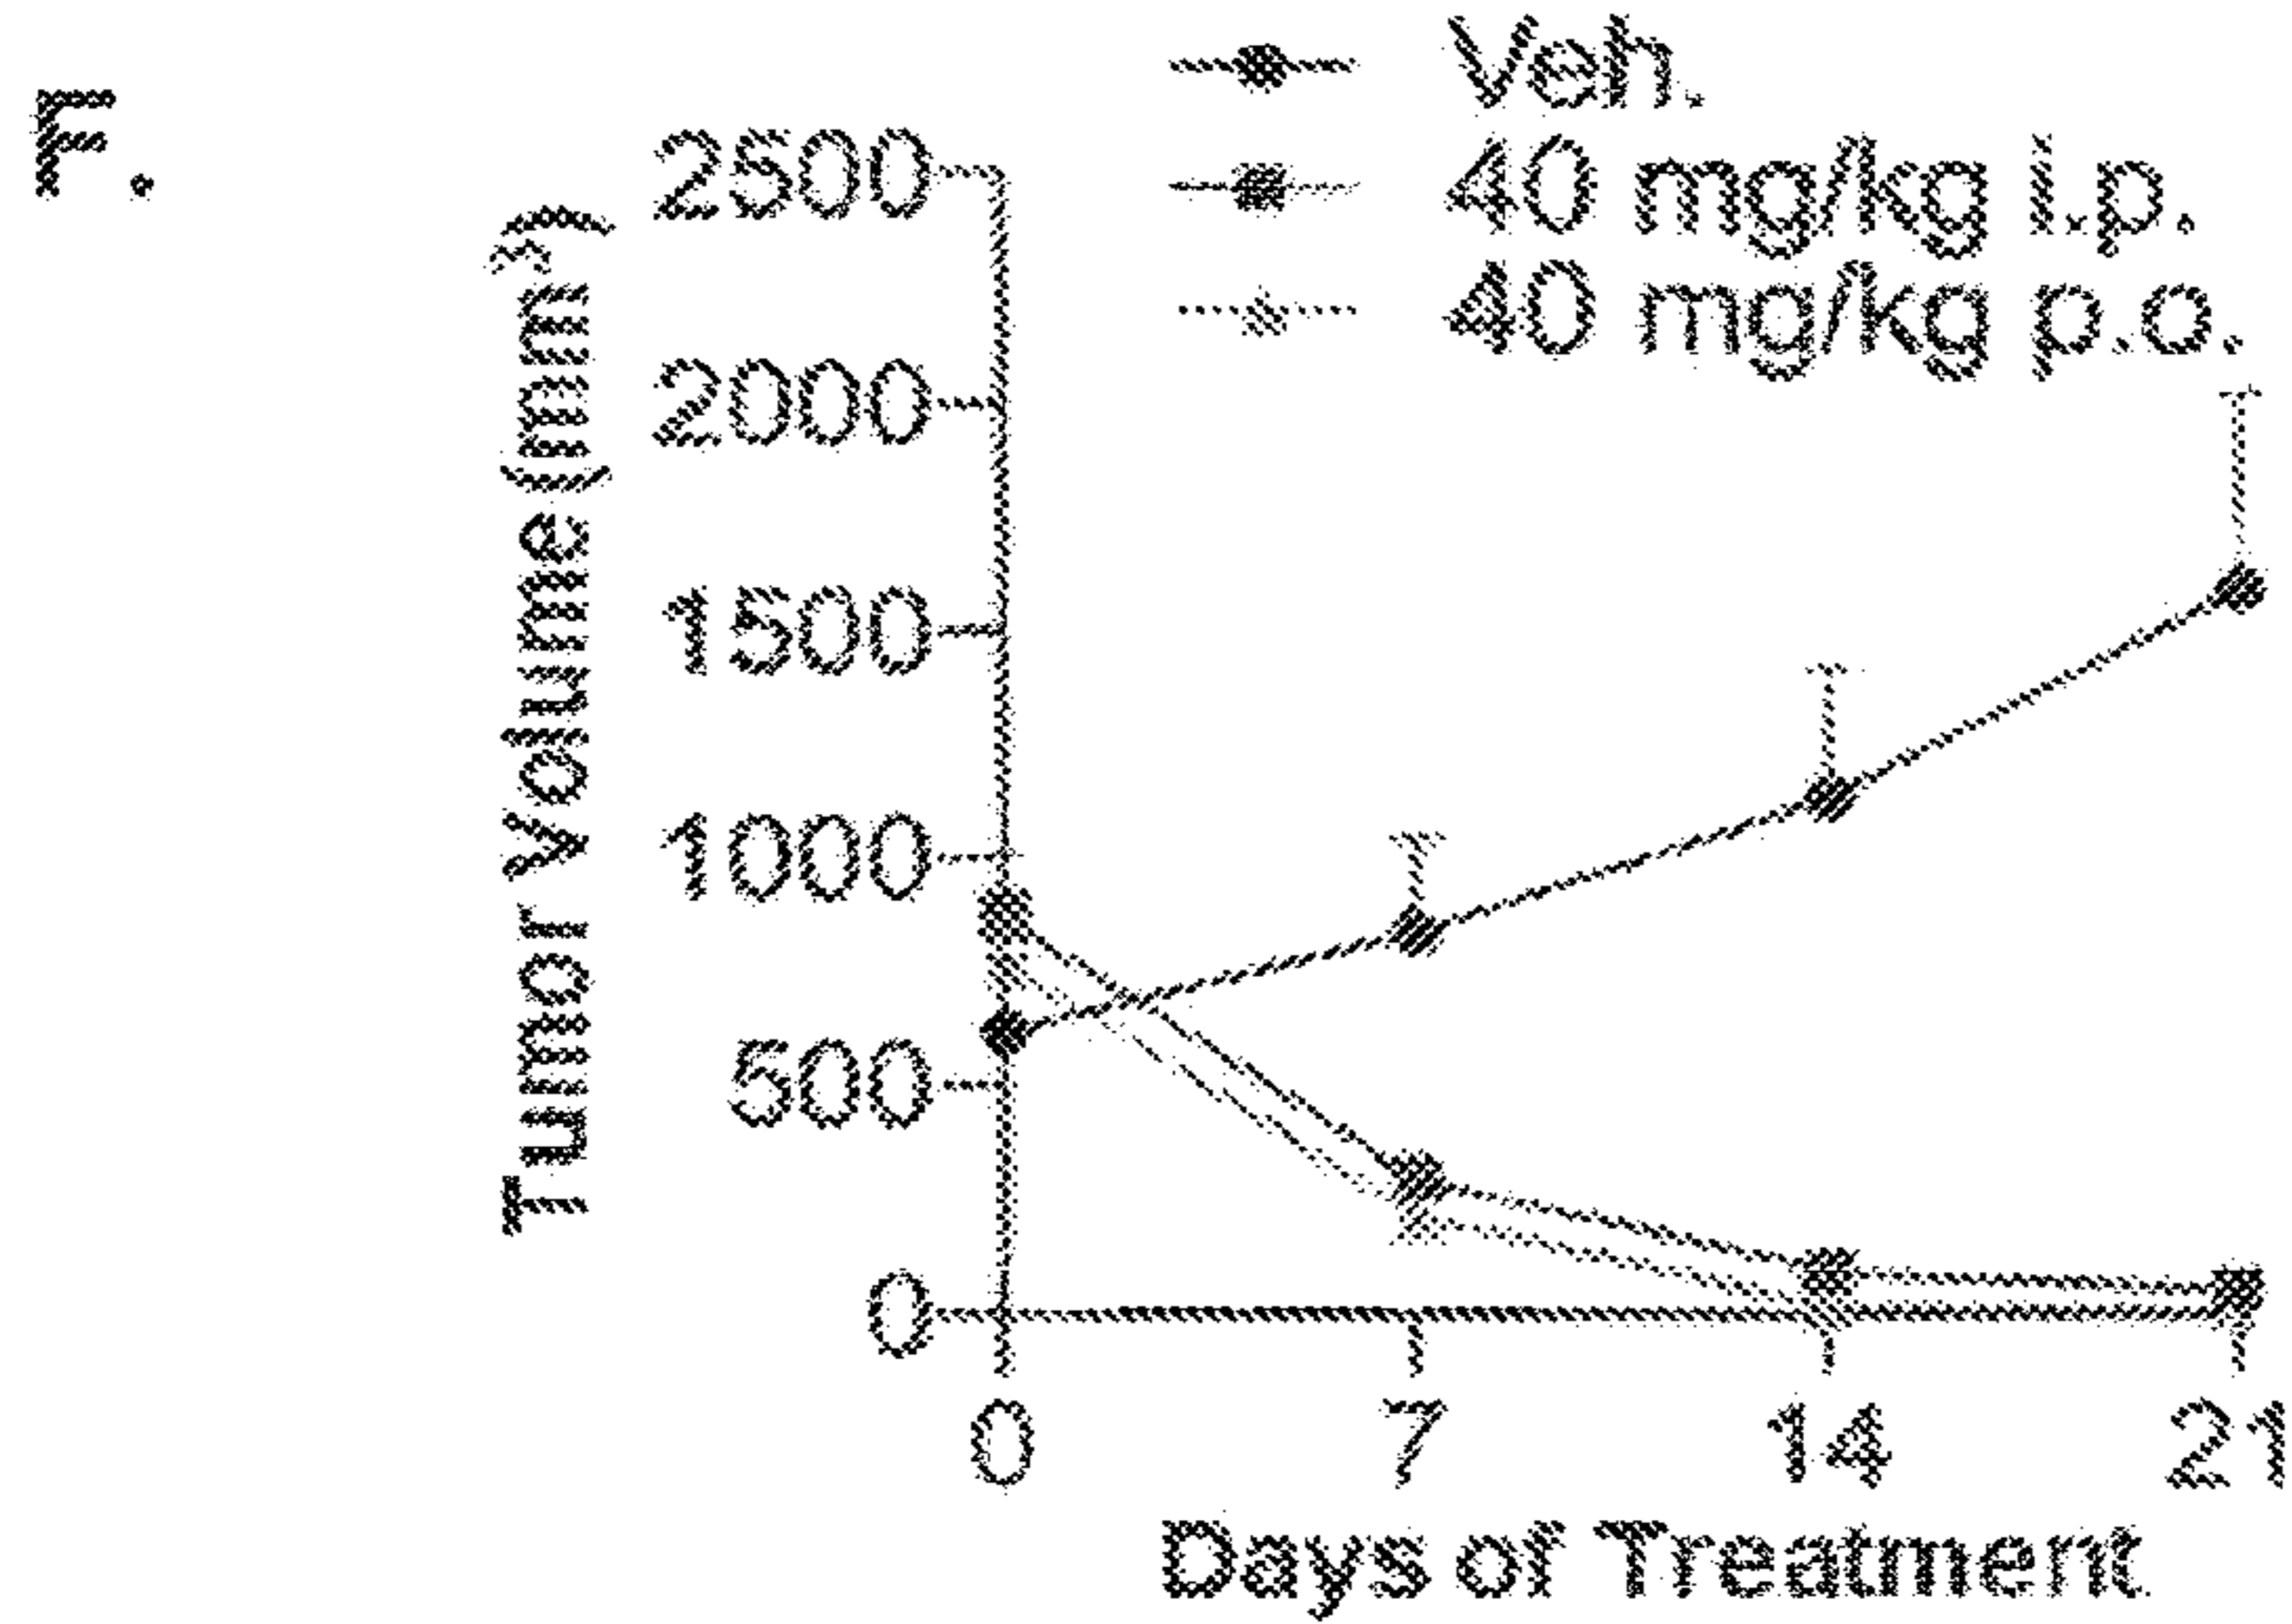 F.
Veh.
40 mg/kg i.p.
40 mg/kg p.o.
Tumor Volume (mm³)
2500
2000
1500
1000
500
0
0 7 14 21
Days of Treatment